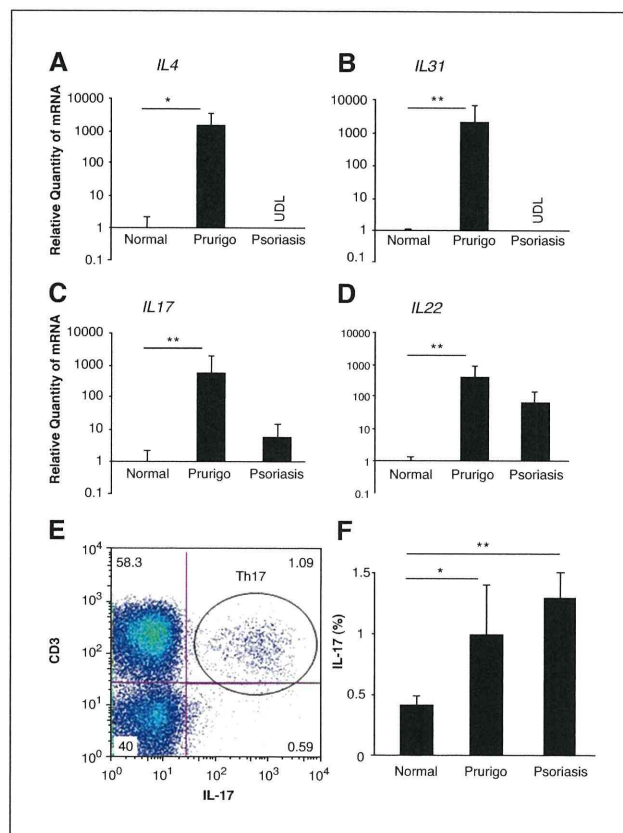 A
IL4
Relative Quantity of mRNA
10000
1000
100
10
1
0.1
*
UDL
Normal Prurigo Psoriasis
B
IL31
10000
1000
100
10
1
0.1
**
UDL
Normal Prurigo Psoriasis
C
IL17
Relative Quantity of mRNA
10000
1000
100
10
1
0.1
**
Normal Prurigo Psoriasis
D
IL22
10000
1000
100
10
1
0.1
**
Normal Prurigo Psoriasis
E
58.3 1.09
Th17
CD3
10⁴
10³
10²
10¹
10⁰
40 0.59
10⁰ 10¹ 10² 10³ 10⁴
IL-17
F
**
*
IL-17 (%)
1.5
1
0.5
0
Normal Prurigo Psoriasis